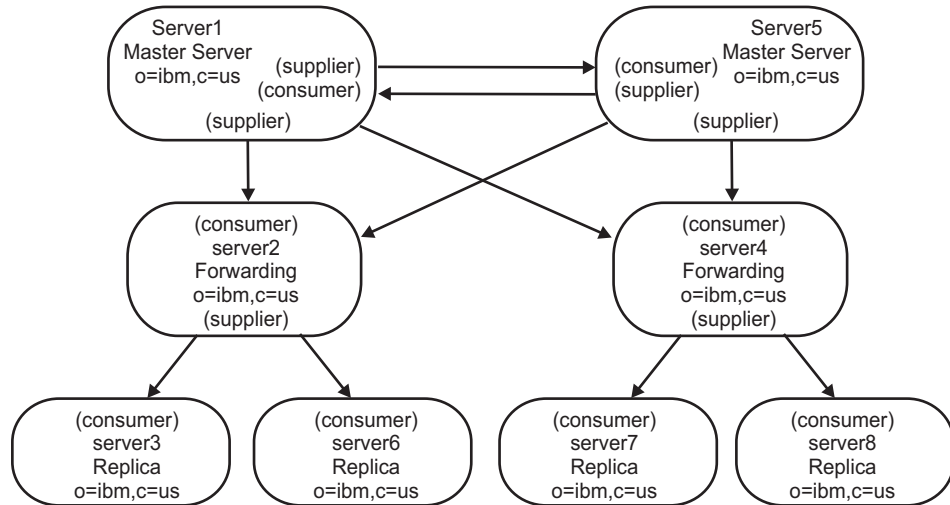 Server1
Master Server
o=ibm,c=us
(supplier)
(consumer)
(supplier)
Server5
Master Server
o=ibm,c=us
(consumer)
(supplier)
(supplier)
(consumer)
server2
Forwarding
o=ibm,c=us
(supplier)
(consumer)
server4
Forwarding
o=ibm,c=us
(supplier)
(consumer)
server3
Replica
o=ibm,c=us
(consumer)
server6
Replica
o=ibm,c=us
(consumer)
server7
Replica
o=ibm,c=us
(consumer)
server8
Replica
o=ibm,c=us